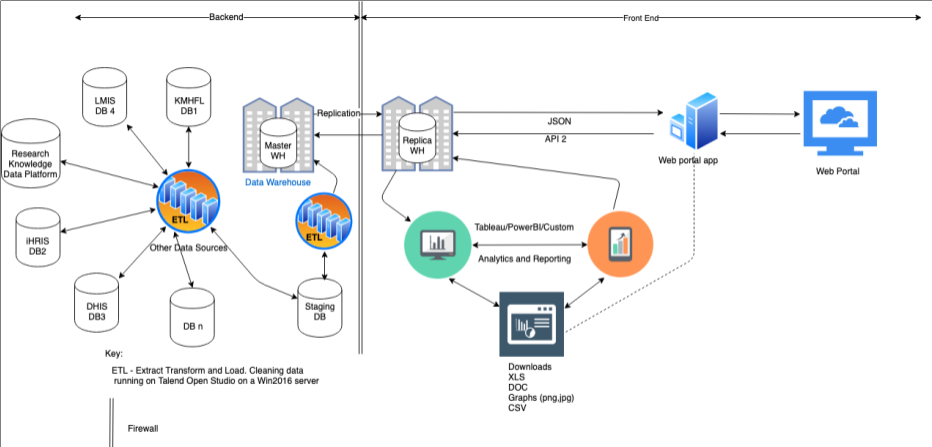 Backend
Front End
LMIS
DB 4
KMHFL
DB1
Research
Knowledge
Data Platform
iHRIS
DB2
DHIS
DB3
DB n
ETL
Other Data Sources
Staging
DB
ETL
Master
WH
Data Warehouse
Replication
Replica
WH
JSON
API 2
Web portal app
Web Portal
Tableau/PowerBI/Custom
Analytics and Reporting
Downloads
XLS
DOC
Graphs (png,jpg)
CSV
Key:
ETL - Extract Transform and Load. Cleaning data
running on Talend Open Studio on a Win2016 server
Firewall